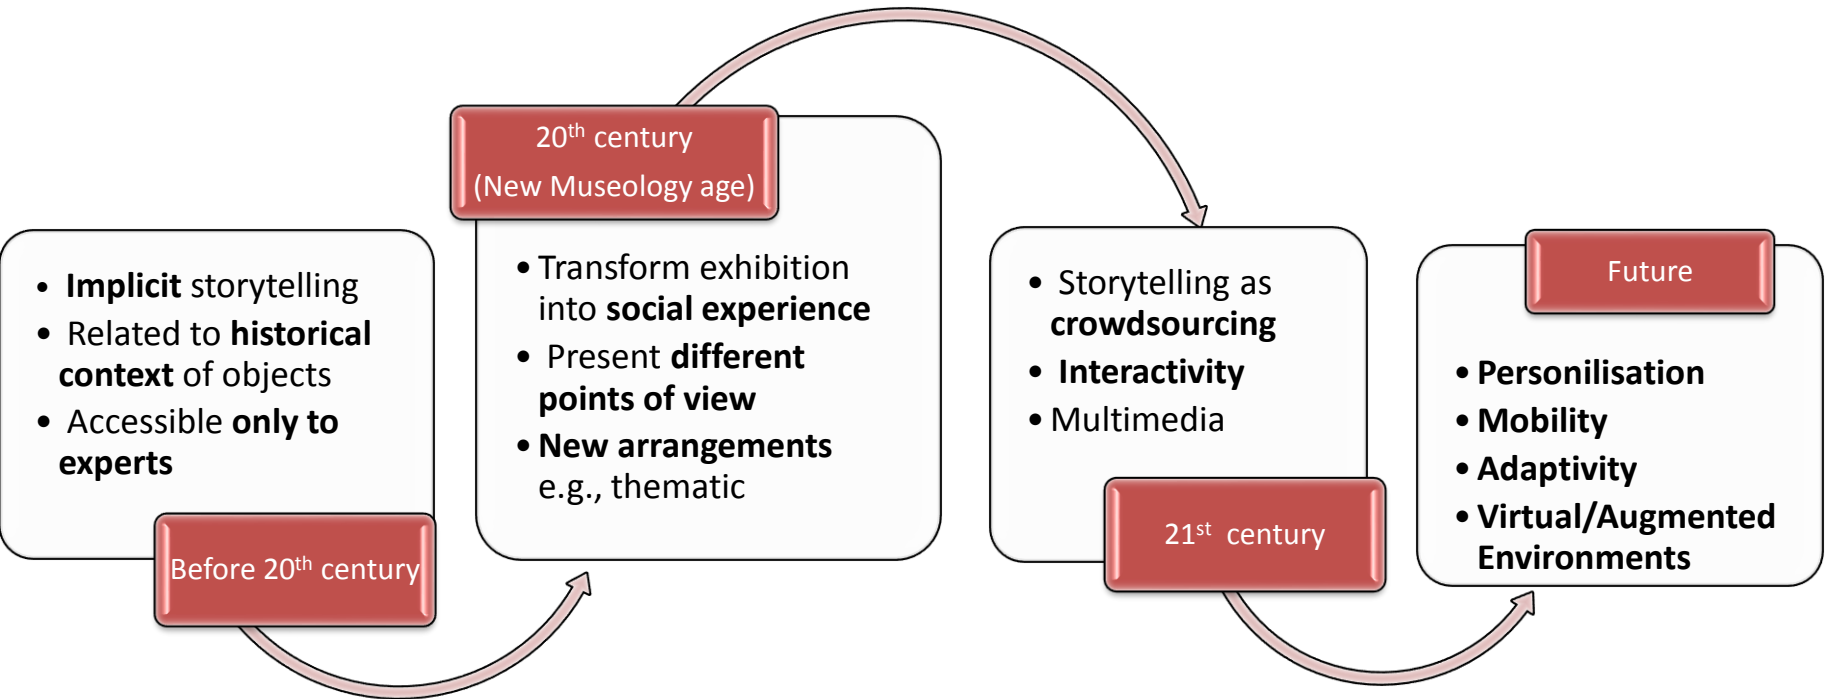 • Implicit storytelling
• Related to historical
context of objects
• Accessible only to
experts
Before 20th century
20th century
(New Museology age)
• Transform exhibition
into social experience
• Present different
points of view
• New arrangements
e.g., thematic
• Storytelling as
crowdsourcing
• Interactivity
• Multimedia
21st century
Future
• Personilisation
• Mobility
• Adaptivity
• Virtual/Augmented
Environments